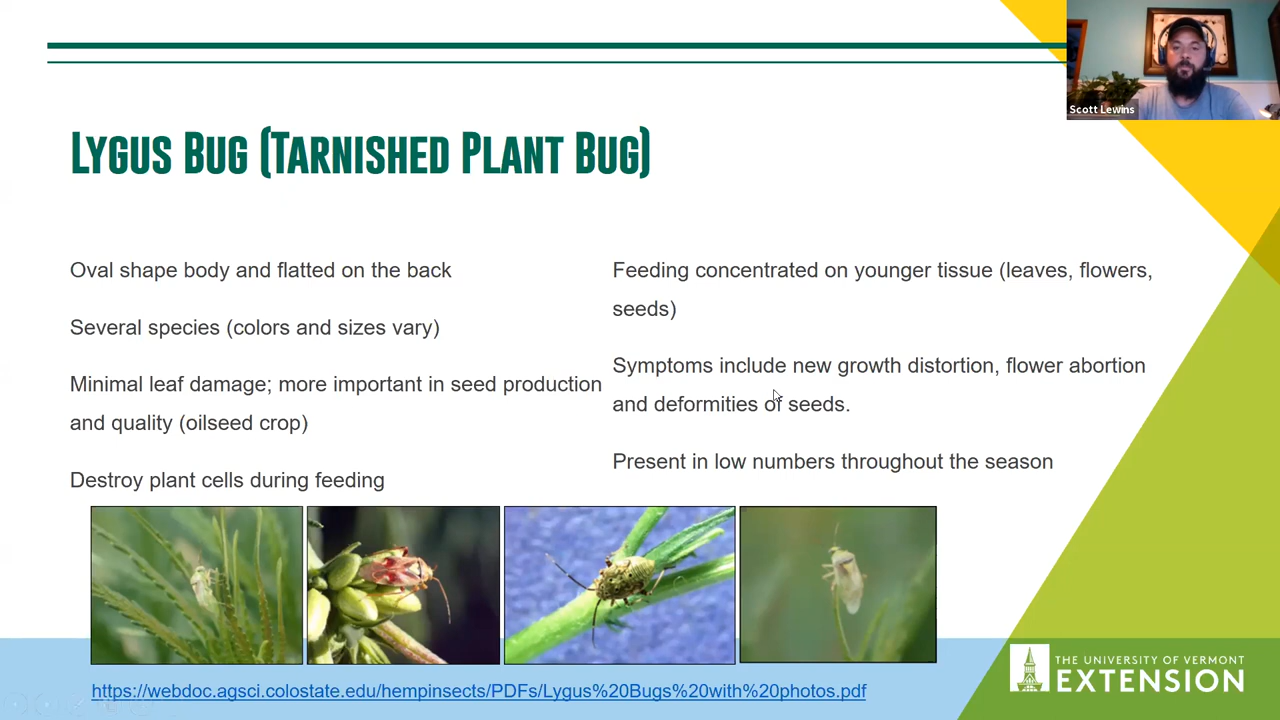 Scott Lewins
Lygus Bug (Tarnished Plant Bug)
Oval shape body and flatted on the back
Several species (colors and sizes vary)
Minimal leaf damage; more important in seed production
and quality (oilseed crop)
Destroy plant cells during feeding
Feeding concentrated on younger tissue (leaves, flowers,
seeds)
Symptoms include new growth distortion, flower abortion
and deformities of seeds.
Present in low numbers throughout the season
https://webdoc.agsci.colostate.edu/hempinsects/PDFs/Lygus%20Bugs%20with%20photos.pdf
THE UNIVERSITY OF VERMONT
EXTENSION